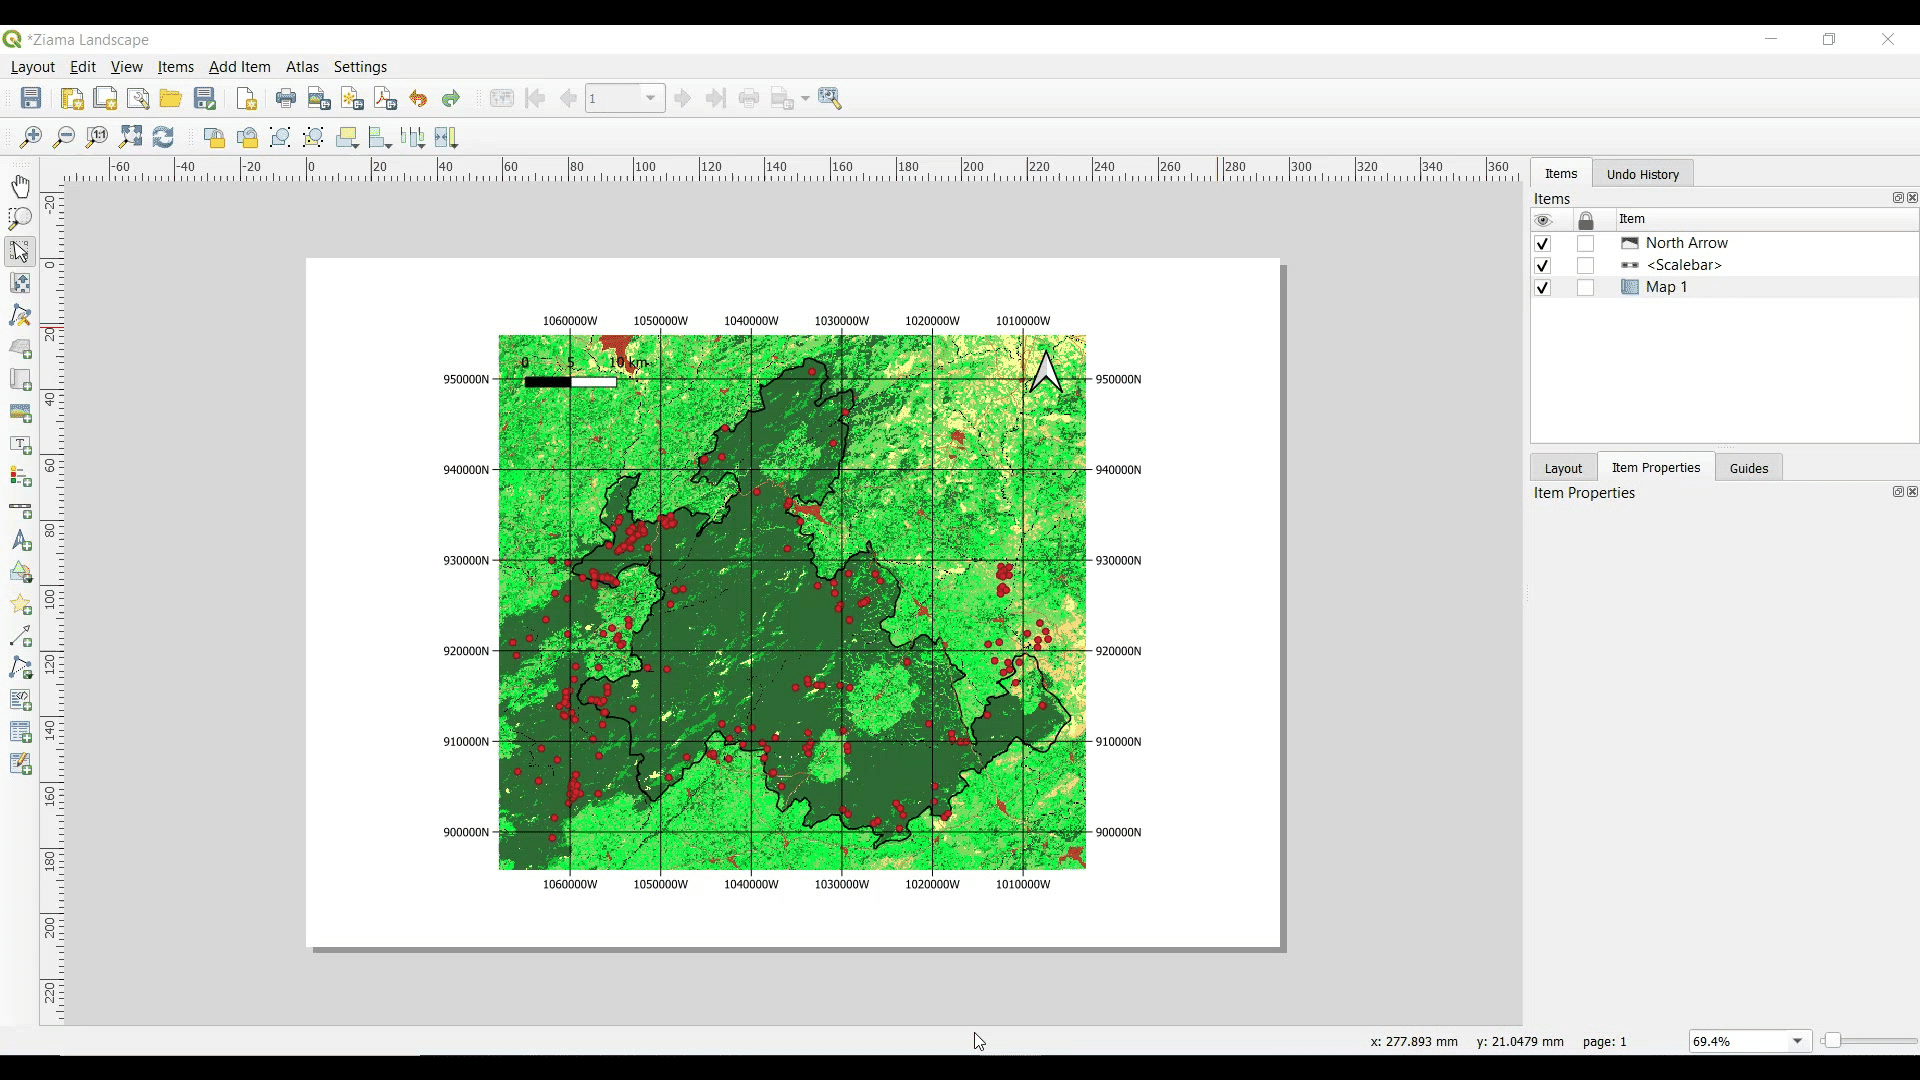 *Ziama Landscape
Layout Edit View Items Add Item Atlas Settings
1
1:1
-60 -40 -20 0 20 40 60 80 100 120 140 160 180 200 220 240 260 280 300 320 340 360
-20
0
20
40
60
80
100
120
140
160
180
200
220
T
Items Undo History
Items
Item
North Arrow
<Scalebar>
Map 1
Layout Item Properties Guides
Item Properties
1060000W 1050000W 1040000W 1030000W 1020000W 1010000W
0 5 10 km
950000N 950000N
940000N 940000N
930000N 930000N
920000N 920000N
910000N 910000N
900000N 900000N
1060000W 1050000W 1040000W 1030000W 1020000W 1010000W
x: 277.893 mm y: 21.0479 mm page: 1 69.4%